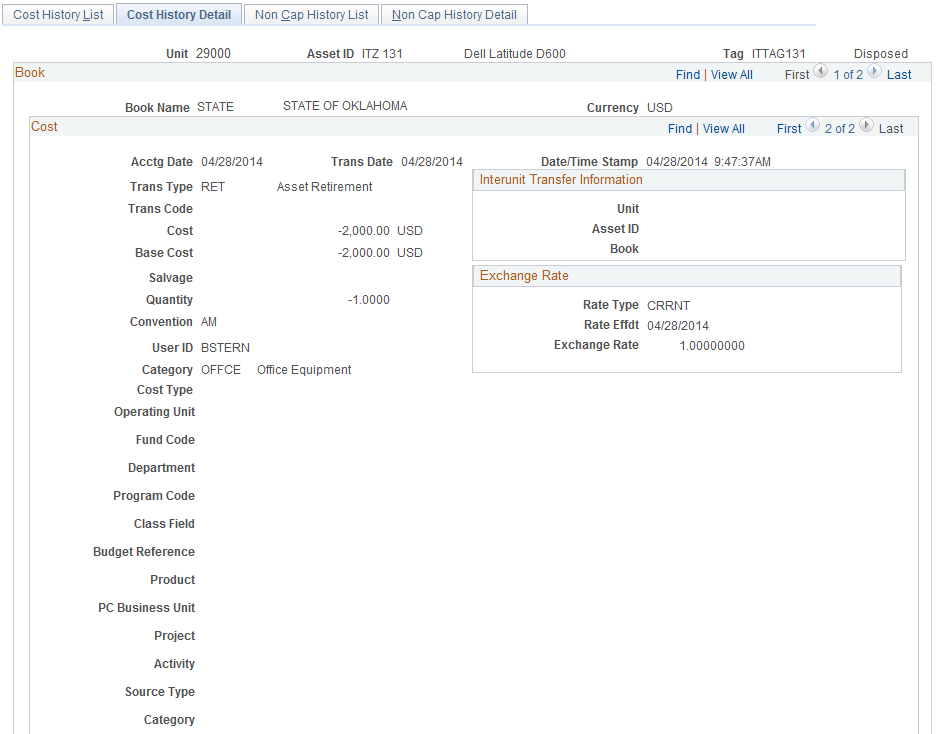 Cost History List Cost History Detail Non Cap History List Non Cap History Detail
Unit 29000 Asset ID ITZ 131 Dell Latitude D600 Tag ITTAG131 Disposed
Book Find | View All First 1 of 2 Last
Book Name STATE STATE OF OKLAHOMA Currency USD
Cost Find | View All First 2 of 2 Last
Acctg Date 04/28/2014 Trans Date 04/28/2014 Date/Time Stamp 04/28/2014 9:47:37AM
Trans Type RET Asset Retirement
Trans Code
Cost -2,000.00 USD
Base Cost -2,000.00 USD
Salvage
Quantity -1.0000
Convention AM
User ID BSTERN
Category OFFCE Office Equipment
Cost Type
Operating Unit
Fund Code
Department
Program Code
Class Field
Budget Reference
Product
PC Business Unit
Project
Activity
Source Type
Category
Interunit Transfer Information
Unit
Asset ID
Book
Exchange Rate
Rate Type CRRNT
Rate Effdt 04/28/2014
Exchange Rate 1.00000000